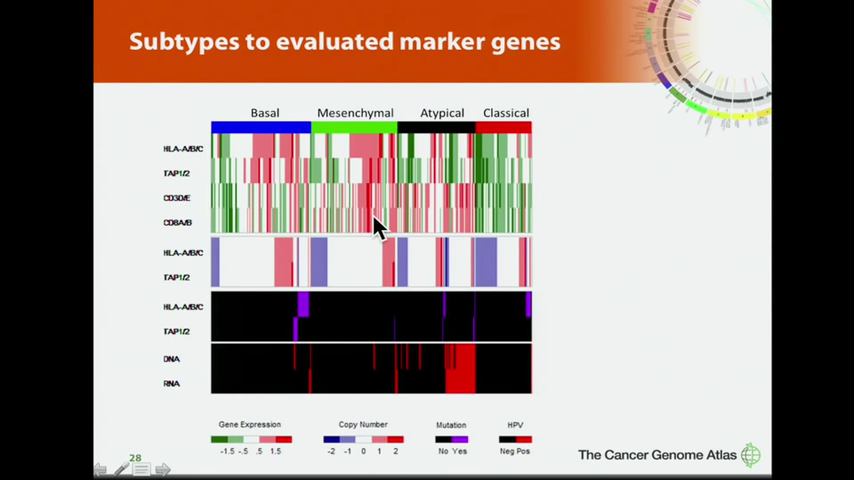 Subtypes to evaluated marker genes
Basal Mesenchymal Atypical Classical
HLA-A/B/C
TAP1/2
CD3D/E
CD8A/B
HLA-A/B/C
TAP1/2
HLA-A/B/C
TAP1/2
DNA
RNA
Gene Expression Copy Number Mutation HPV
-1.5 -.5 .5 1.5 -2 -1 0 1 2 No Yes Neg Pos
28
The Cancer Genome Atlas